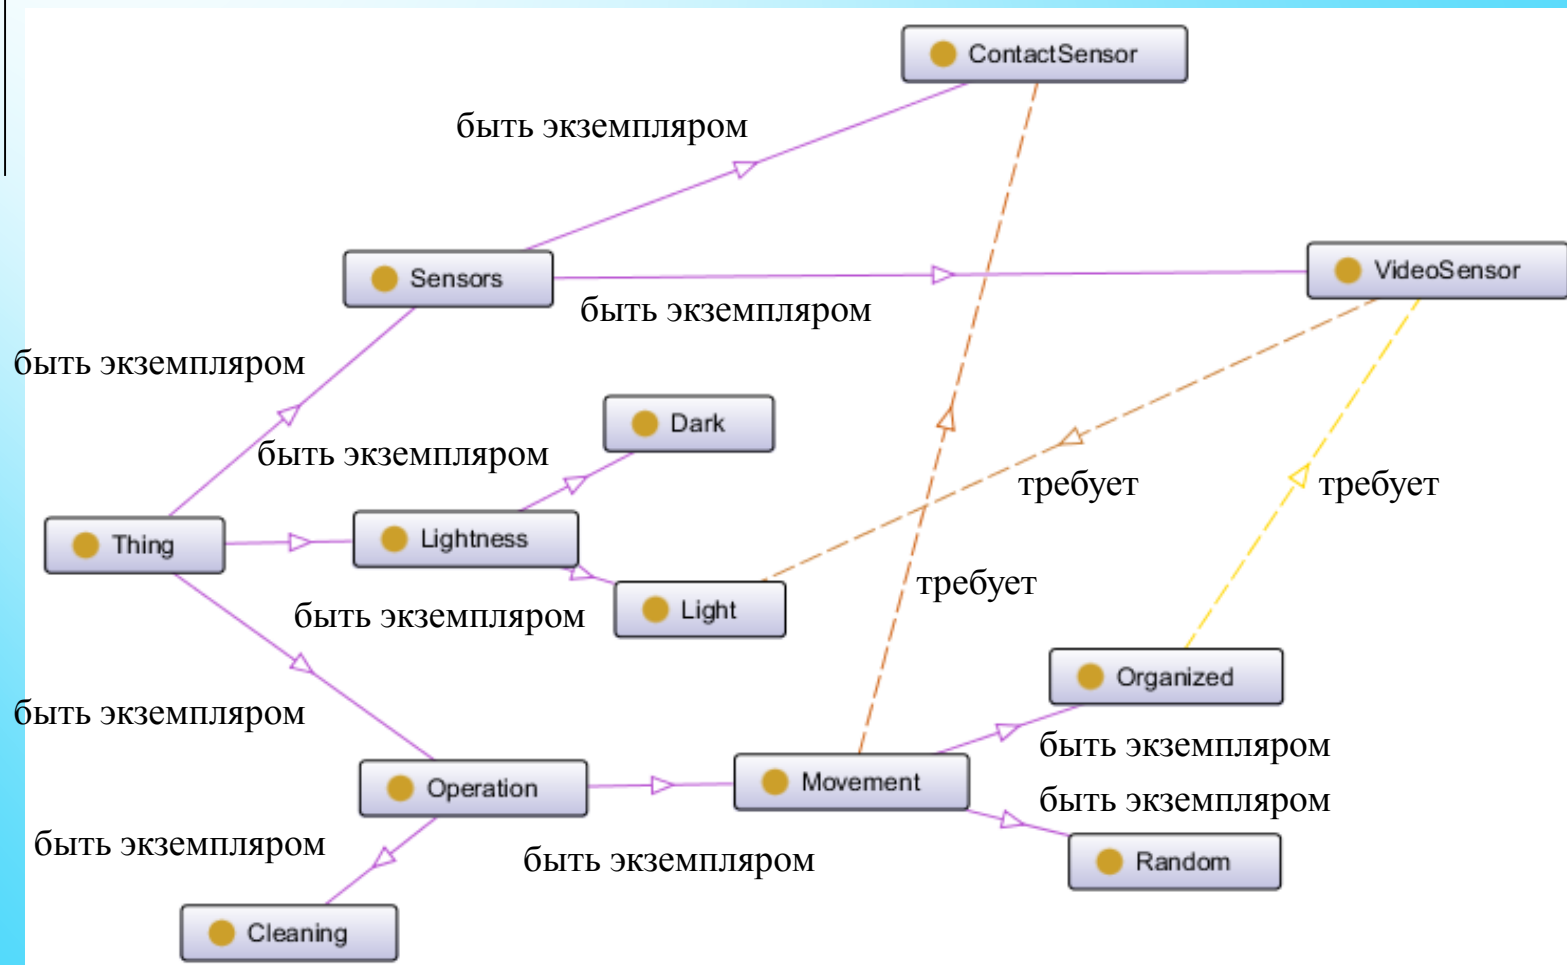 ContactSensor
быть экземпляром
VideoSensor
Sensors
быть экземпляром
быть экземпляром
Dark
быть экземпляром
требует
требует
Thing
Lightness
требует
Light
быть экземпляром
Organized
быть экземпляром
быть экземпляром
Movement
Operation
быть экземпляром
быть экземпляром
быть экземпляром
Random
Cleaning